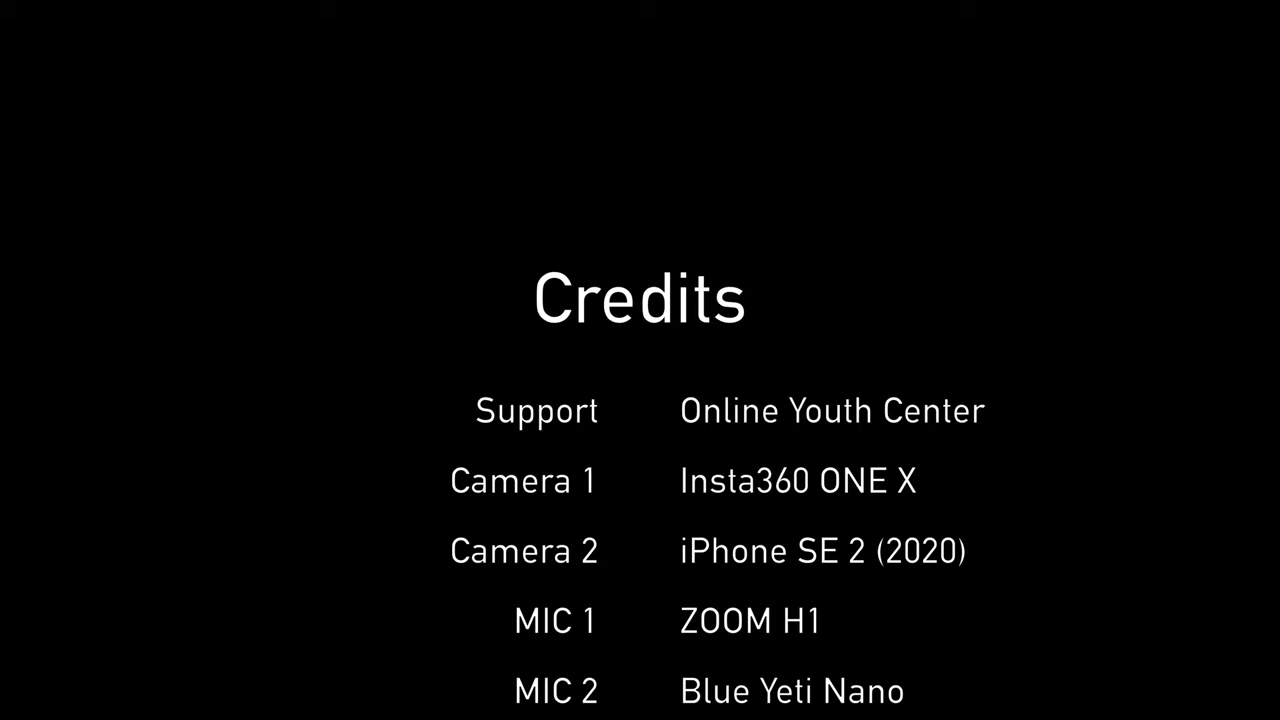 Credits
Support Online Youth Center
Camera 1 Insta360 ONE X
Camera 2 iPhone SE 2 (2020)
MIC 1 ZOOM H1
MIC 2 Blue Yeti Nano